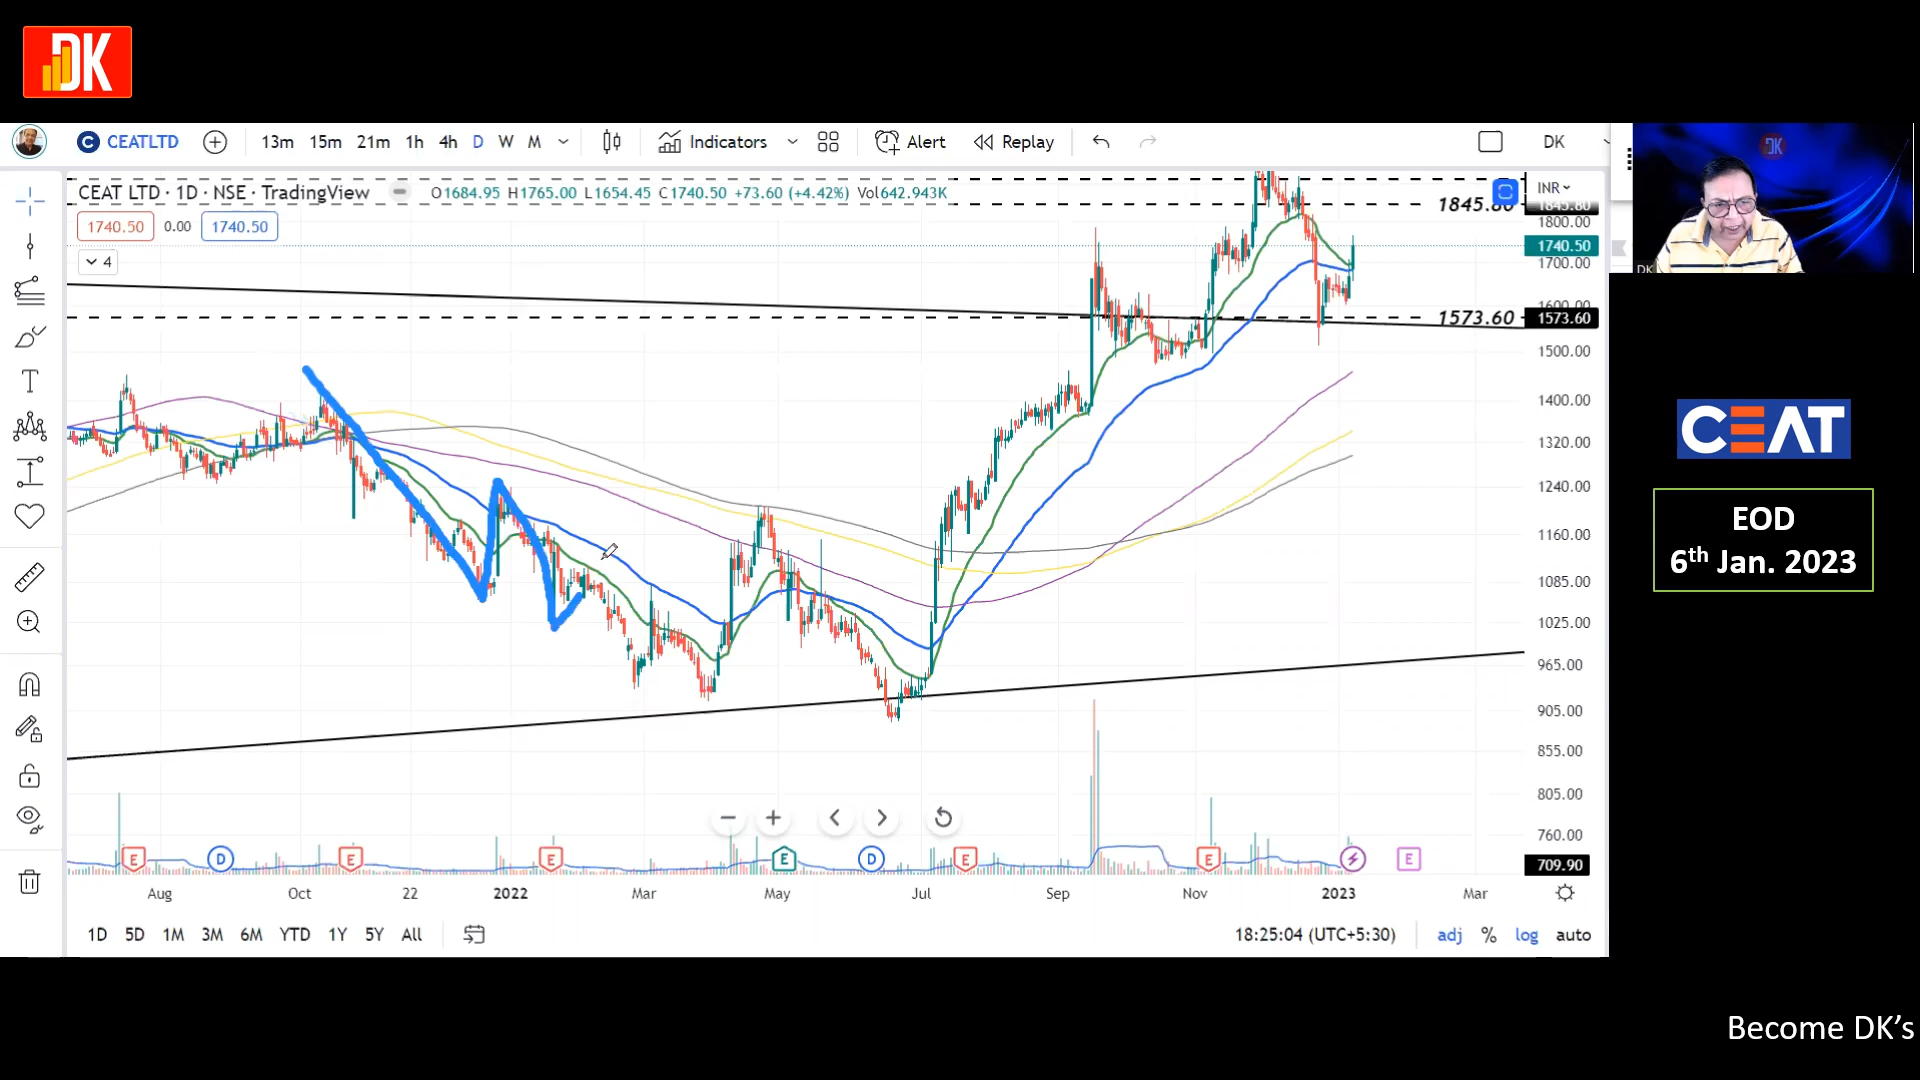 DK
CEATLTD 13m 15m 21m 1h 4h D W M Indicators Alert Replay DK
CEAT LTD · 1D · NSE · TradingView O1684.95 H1765.00 L1654.45 C1740.50 +73.60 (+4.42%) Vol642.943K
INR
1845.80 1845.80
1740.50 0.00 1740.50
1800.00
1740.50
4
1700.00
DK
1600.00
1573.60 1573.60
1500.00
1400.00
1320.00
1240.00
1160.00
1085.00
1025.00
965.00
905.00
855.00
805.00
760.00
E D E E E D E E E
709.90
Aug Oct 22 2022 Mar May Jul Sep Nov 2023 Mar
1D 5D 1M 3M 6M YTD 1Y 5Y All 18:25:04 (UTC+5:30) adj % log auto
CEAT
EOD
6th Jan. 2023
Become DK’s